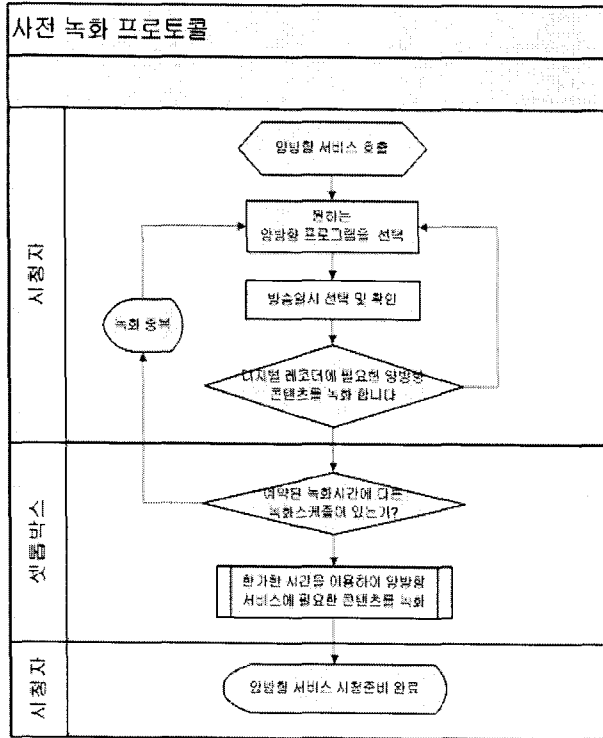 사전 녹화 프로토콜
시청자
양방향 서비스 호출
원하는
양방향 프로그램을 선택
방송일시 선택 및 확인
녹화 중복
디지털 레코더에 필요한 양방향
콘텐츠를 녹화 합니다
셋톱박스
예약된 녹화시간에 다른
녹화스케줄이 있는가?
한가한 시간을 이용하여 양방향
서비스에 필요한 콘텐츠를 녹화
시청자
양방향 서비스 시청준비 완료